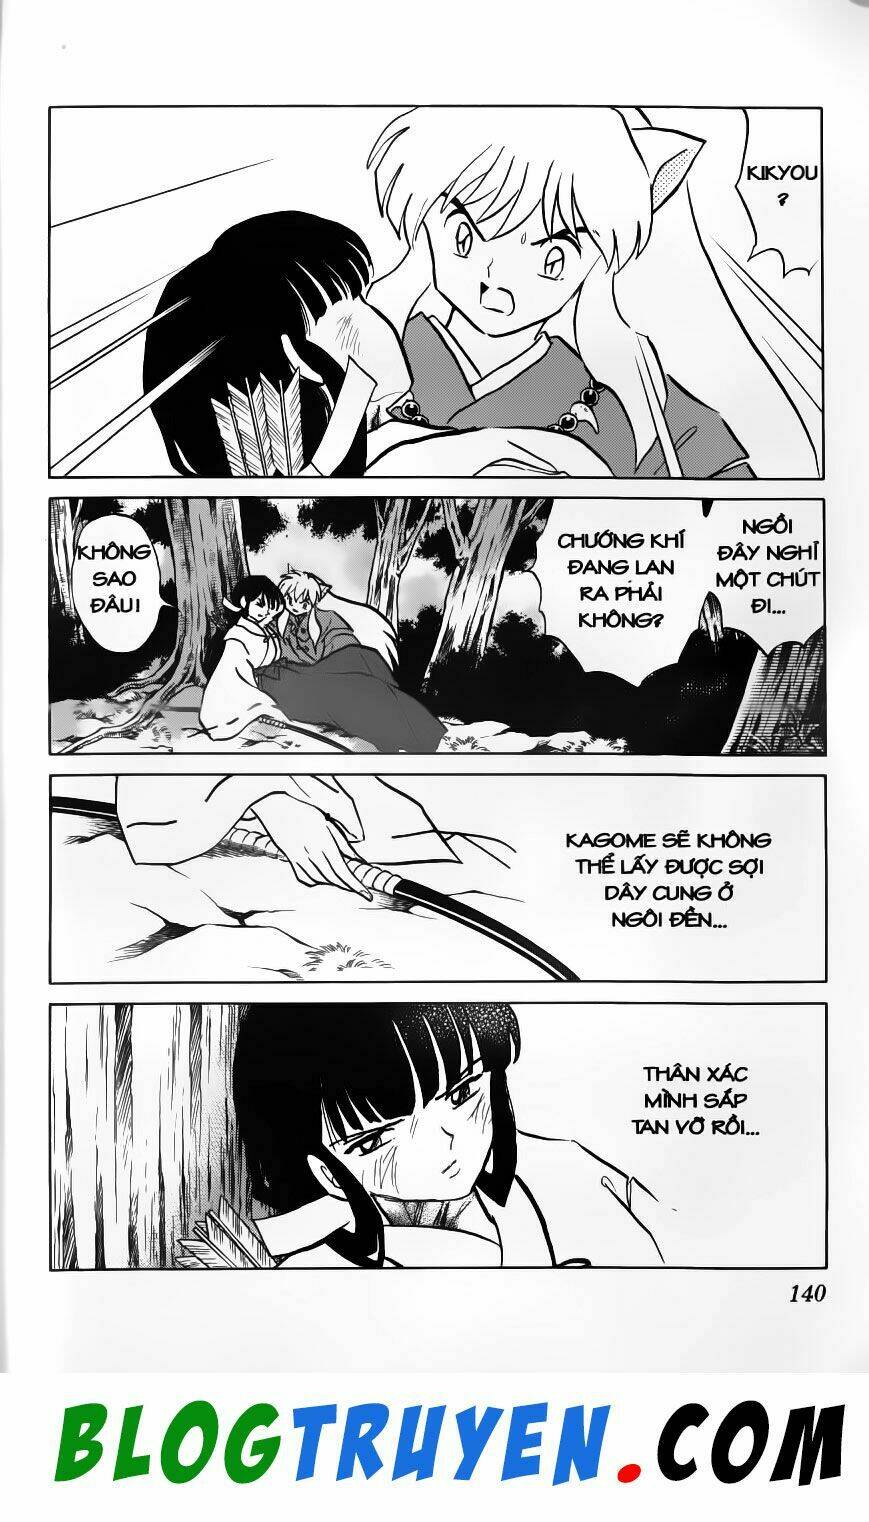 KIKYOU
?
NGỒI
ĐÂY NGHỈ
MỘT CHÚT
ĐI...
CHƯỚNG KHÍ
ĐANG LAN
RA PHẢI
KHÔNG?
KHÔNG
SAO
ĐÂU!
KAGOME SẼ KHÔNG
THỂ LẤY ĐƯỢC SỢI
DÂY CUNG Ở
NGÔI ĐỀN...
THÂN XÁC
MÌNH SẮP
TAN VỠ RỒI...
140
BLOGTRUYEN.COM